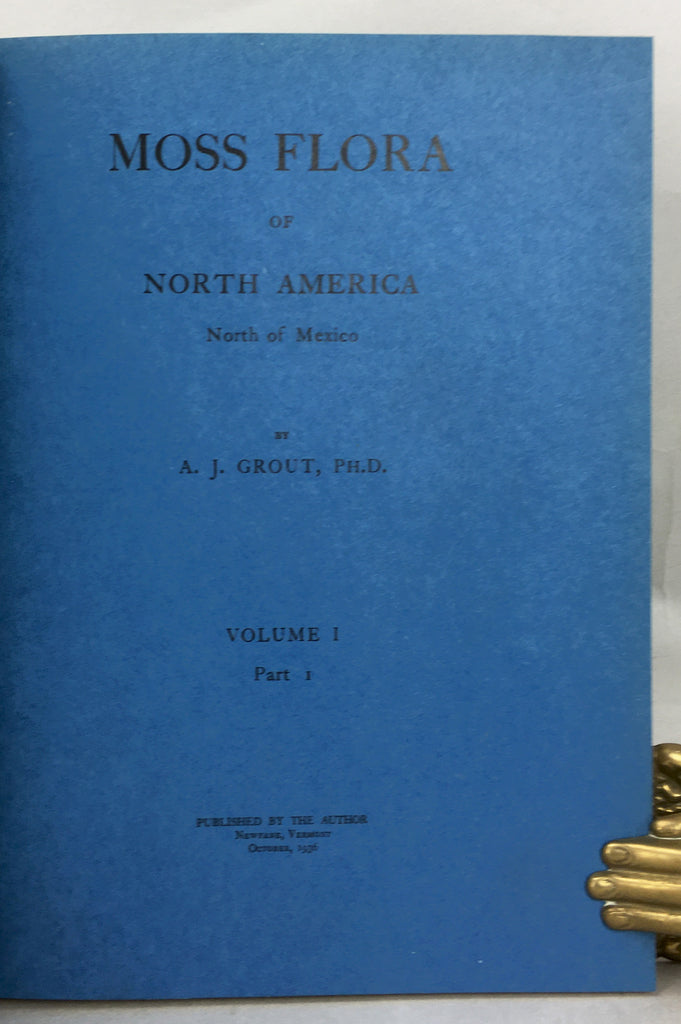 MOSS FLORA
OF
NORTH AMERICA
North of Mexico
BY
A. J. GROUT, PH.D.
VOLUME I
Part 1
PUBLISHED BY THE AUTHOR
NEWFANE, VERMONT
OCTOBER, 1936